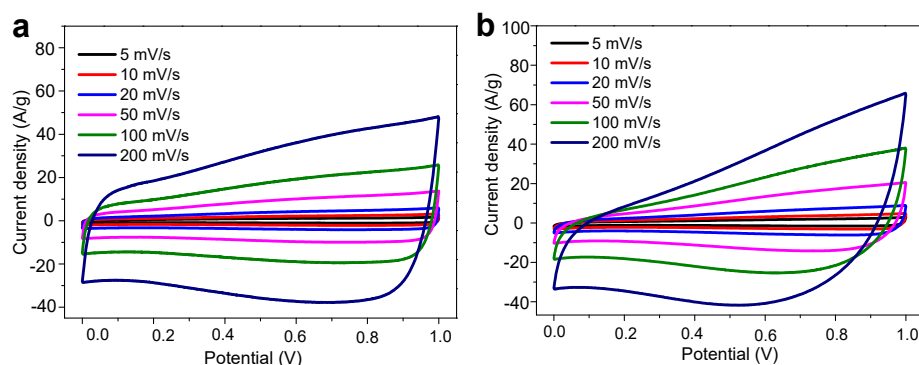 a
Current density (A/g)
80
60
40
20
0
-20
-40
5 mV/s
10 mV/s
20 mV/s
50 mV/s
100 mV/s
200 mV/s
0.0 0.2 0.4 0.6 0.8 1.0
Potential (V)
b
Current density (A/g)
100
80
60
40
20
0
-20
-40
5 mV/s
10 mV/s
20 mV/s
50 mV/s
100 mV/s
200 mV/s
0.0 0.2 0.4 0.6 0.8 1.0
Potential (V)